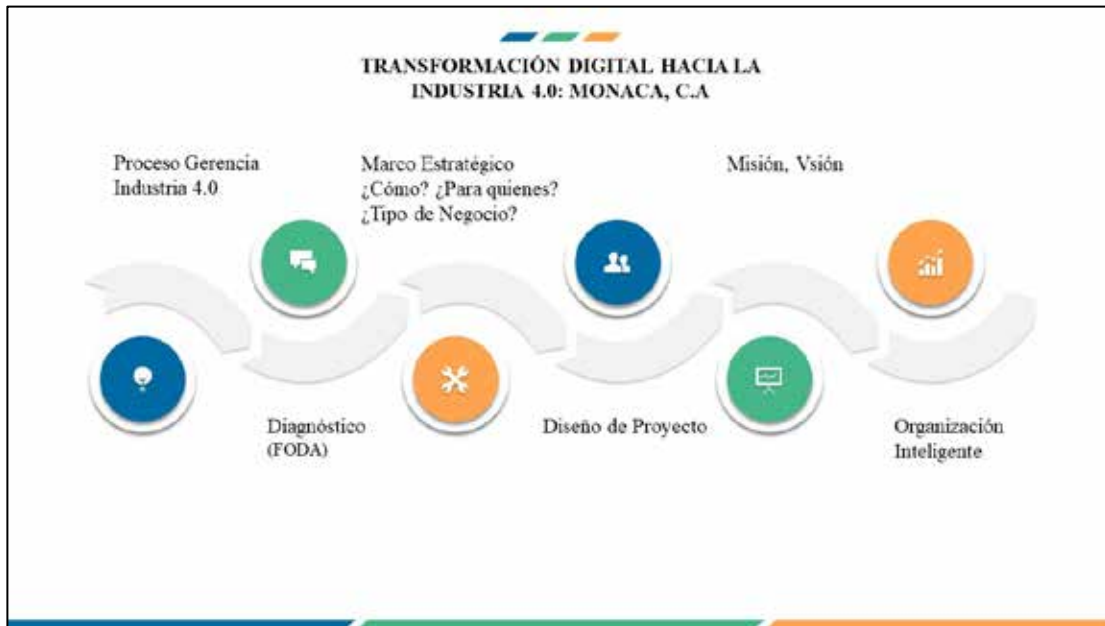 TRANSFORMACIÓN DIGITAL HACIA LA
INDUSTRIA 4.0: MONACA, C.A
Proceso Gerencia
Industria 4.0
Marco Estratégico
¿Cómo? ¿Para quienes?
¿Tipo de Negocio?
Misión, Vsión
Diagnóstico
(FODA)
Diseño de Proyecto
Organización
Inteligente